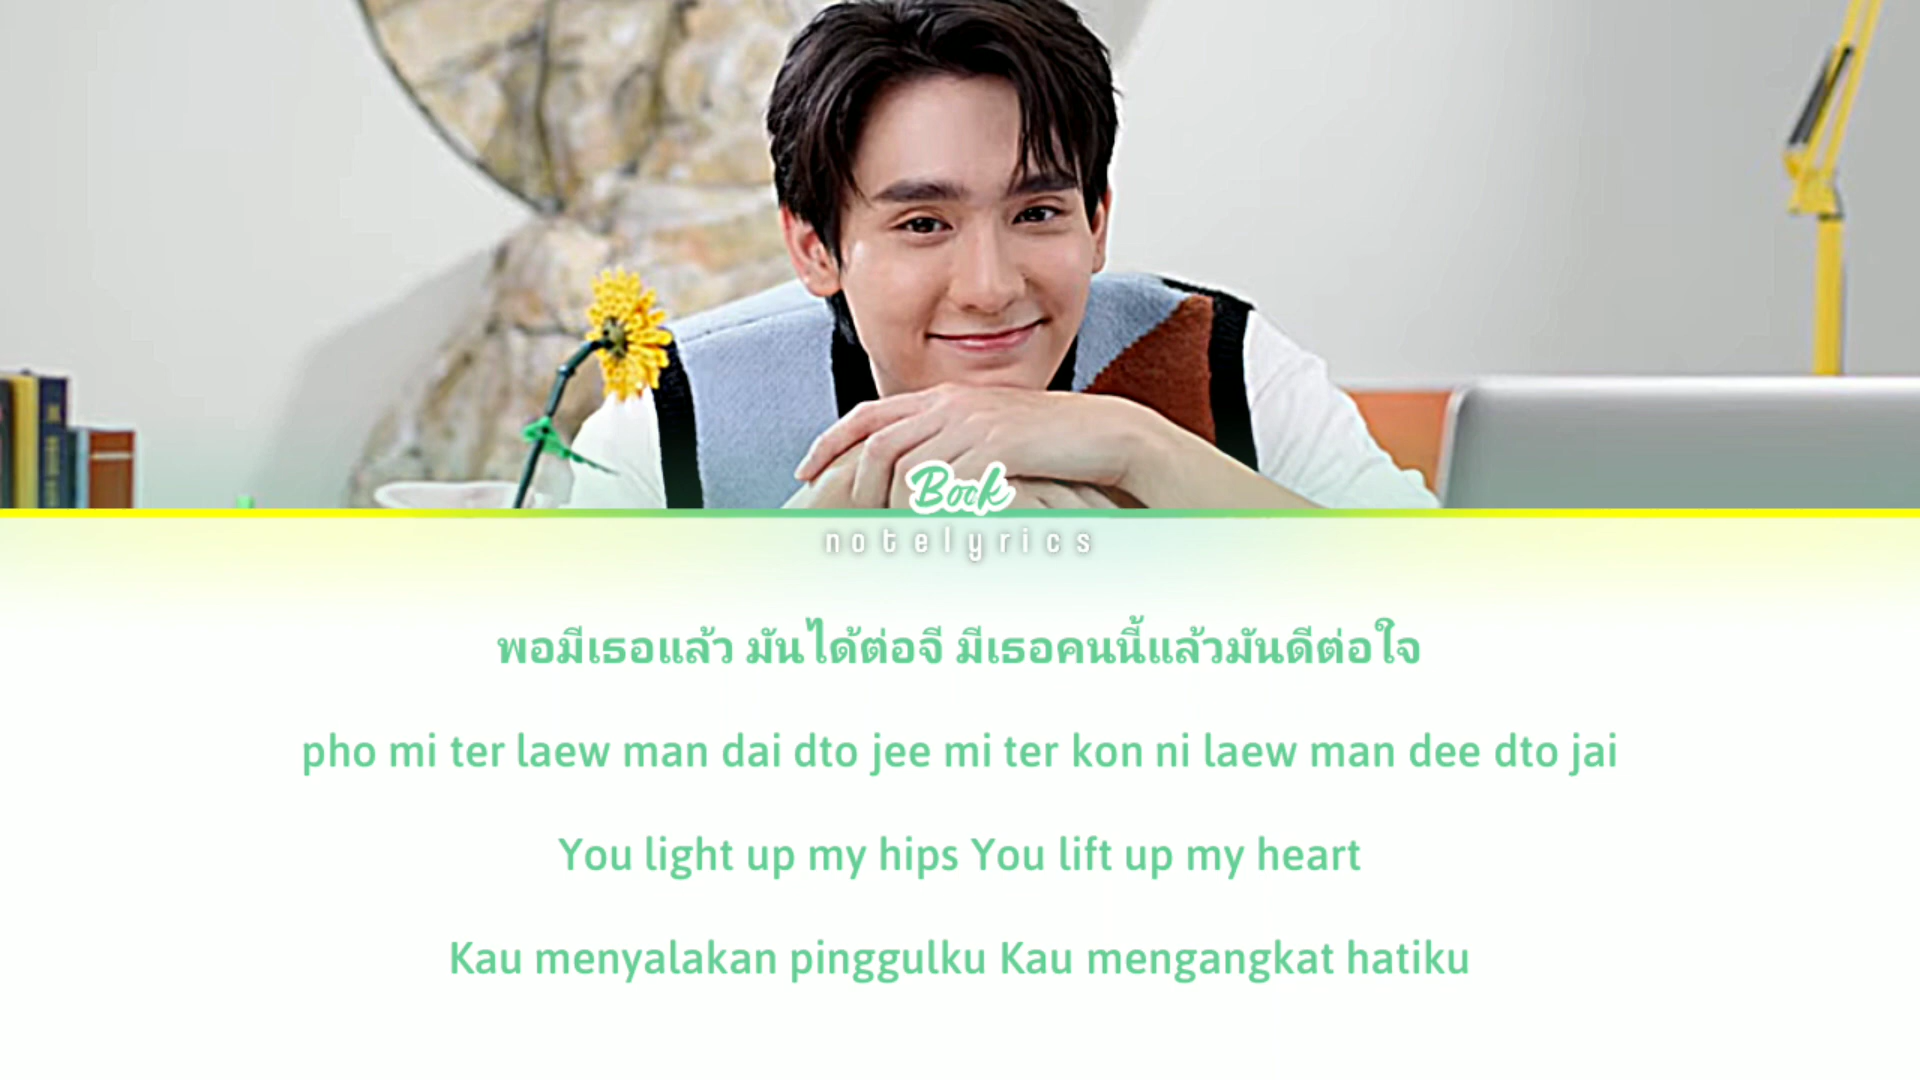 Book
notelyrics
พอมีเธอแล้ว มันได้ต่อจี มีเธอคนนี้แล้วมันดีต่อใจ
pho mi ter laew man dai dto jee mi ter kon ni laew man dee dto jai
You light up my hips You lift up my heart
Kau menyalakan pinggulku Kau mengangkat hatiku